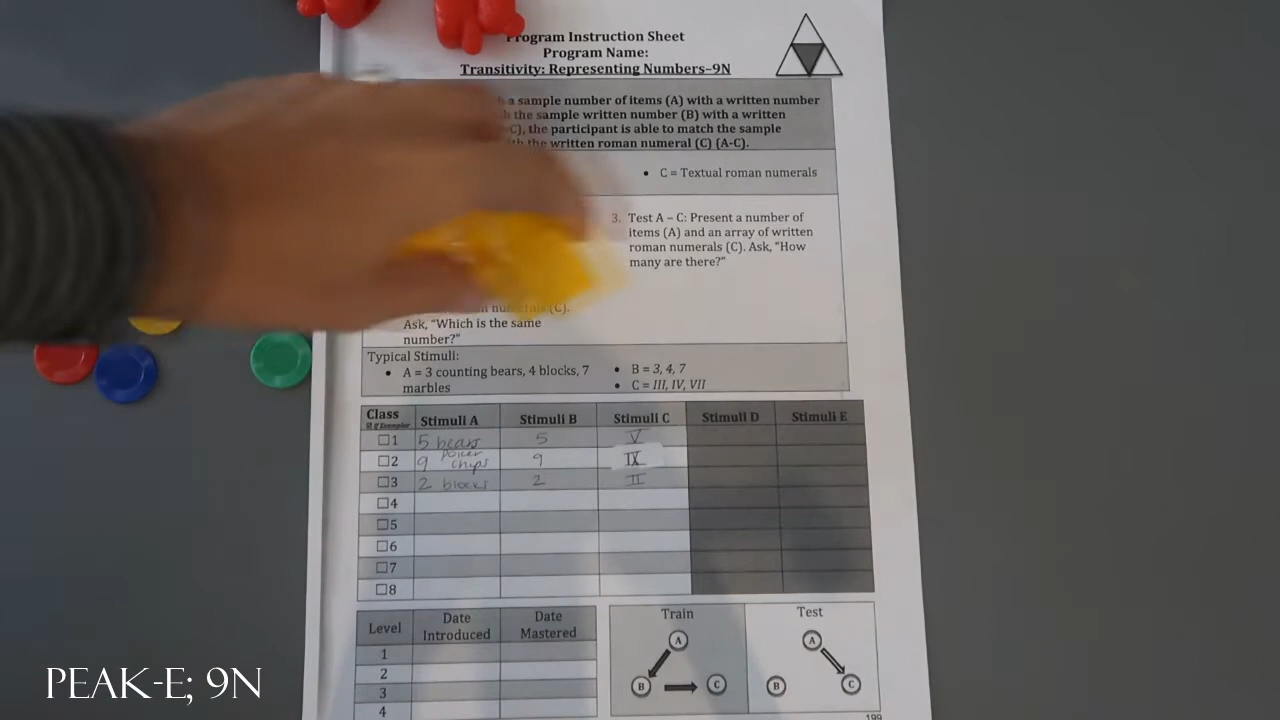 Program Instruction Sheet
Program Name:
Transitivity: Representing Numbers–9N
a sample number of items (A) with a written number
the sample written number (B) with a written
C), the participant is able to match the sample
the written roman numeral (C) (A-C).
• C = Textual roman numerals
3. Test A – C: Present a number of
items (A) and an array of written
roman numerals (C). Ask, "How
many are there?"
numerals (C).
Ask, "Which is the same
number?"
Typical Stimuli:
• A = 3 counting bears, 4 blocks, 7
marbles
• B = 3, 4, 7
• C = III, IV, VII
Class Stimuli A Stimuli B Stimuli C Stimuli D Stimuli E
☐1 5 bears 5 V
☐2 9 poker chips 9 IX
☐3 2 blocks 2 II
☐4
☐5
☐6
☐7
☐8
Level Date Introduced Date Mastered
1
2
3
4
Train
A
B
C
Test
A
B
C
199
PEAK-E; 9N